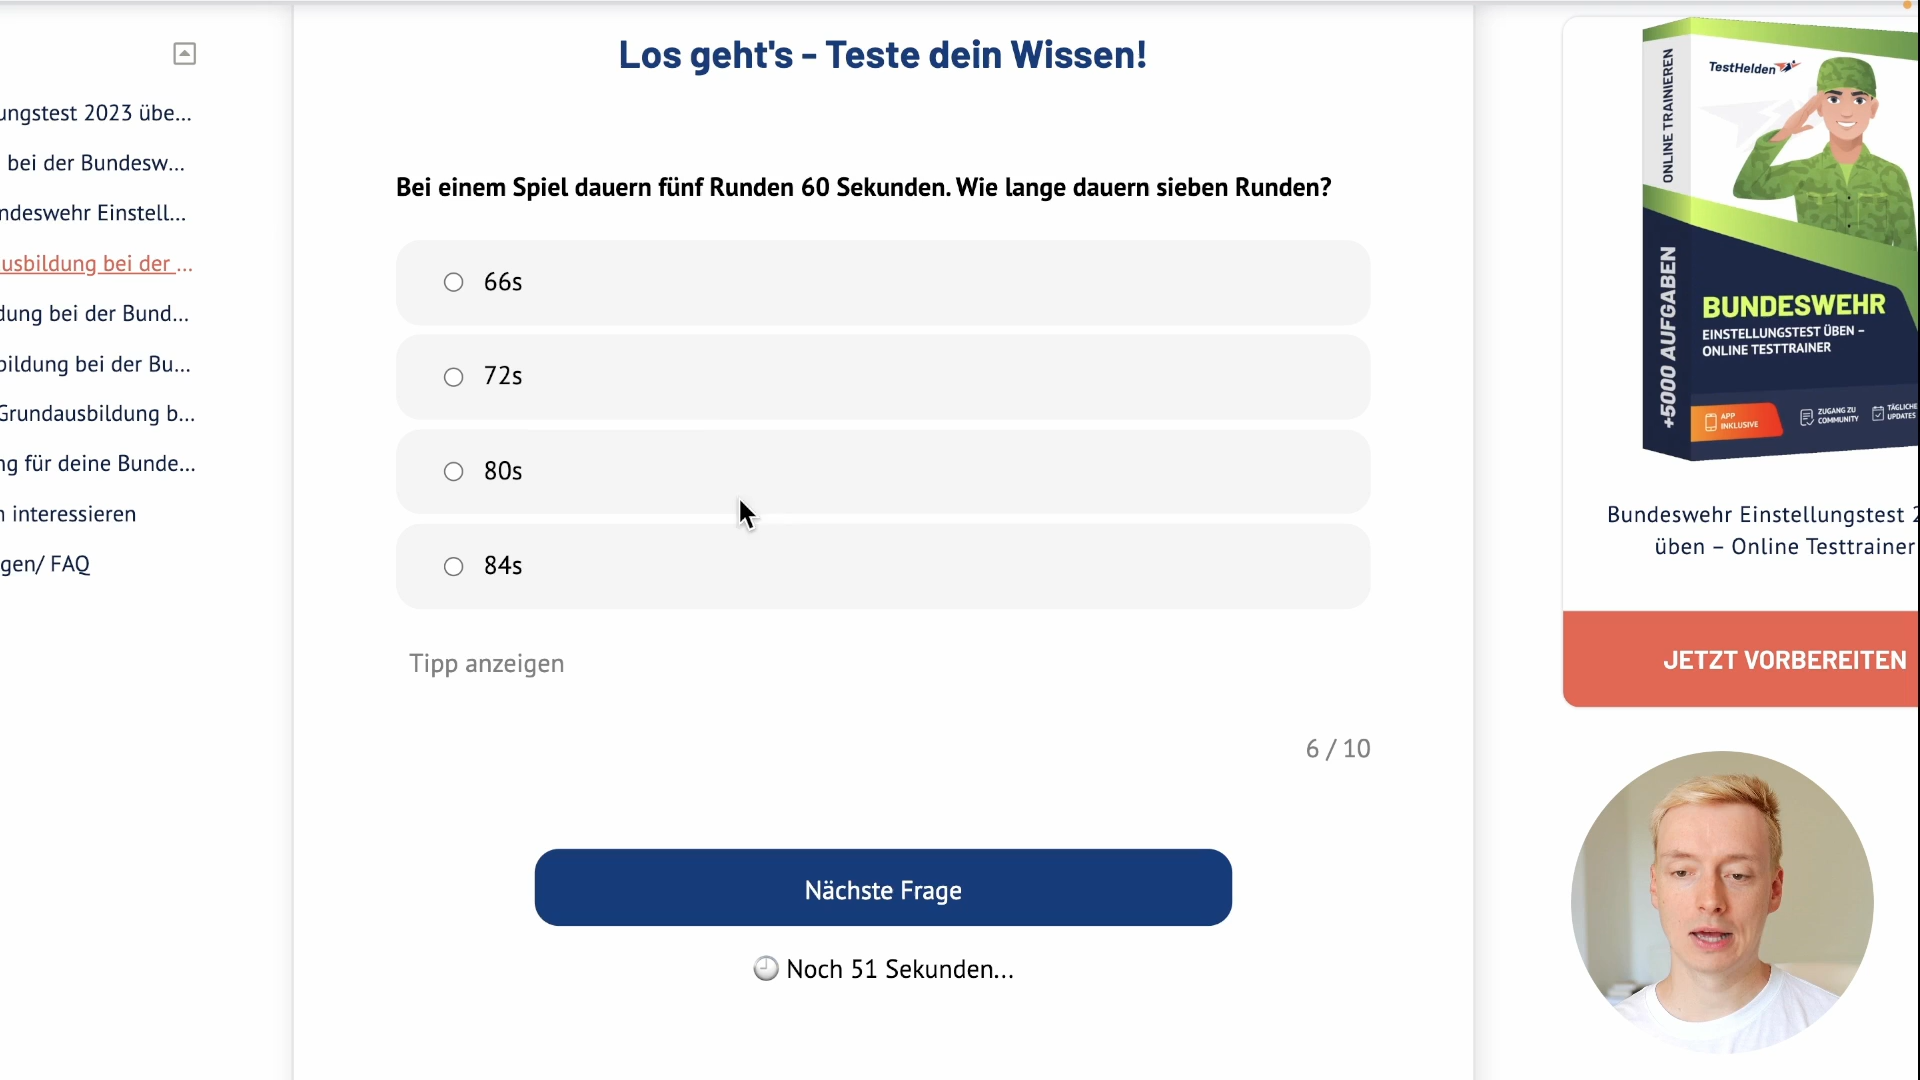 Los geht's - Teste dein Wissen!
ungstest 2023 übe...
bei der Bundesw...
ndeswehr Einstell...
usbildung bei der ...
dung bei der Bund...
bildung bei der Bu...
Grundausbildung b...
ng für deine Bunde...
n interessieren
gen/ FAQ
Bei einem Spiel dauern fünf Runden 60 Sekunden. Wie lange dauern sieben Runden?
66s
72s
80s
84s
Tipp anzeigen
6 / 10
Nächste Frage
Noch 51 Sekunden...
TestHelden
ONLINE TRAINIEREN
+5000 AUFGABEN
BUNDESWEHR
EINSTELLUNGSTEST ÜBEN –
ONLINE TESTTRAINER
APP
INKLUSIVE
ZUGANG ZU
COMMUNITY
TÄGLICHE
UPDATES
Bundeswehr Einstellungstest 2
üben – Online Testtrainer
JETZT VORBEREITEN